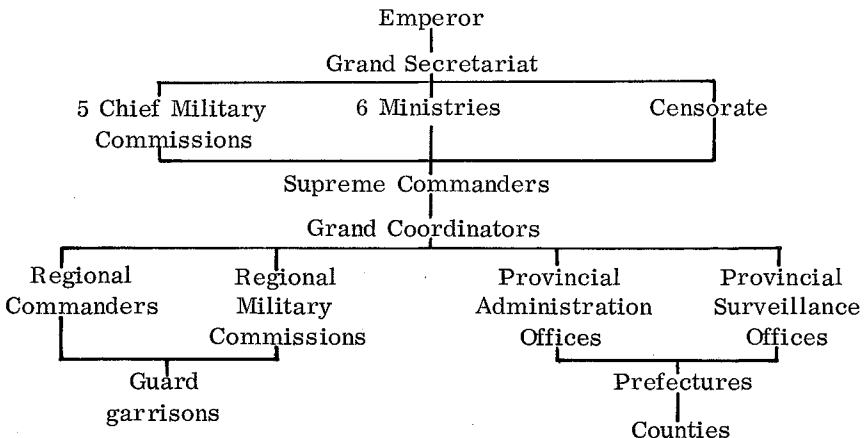 Emperor
Grand Secretariat
5 Chief Military
Commissions
6 Ministries
Censorate
Supreme Commanders
Grand Coordinators
Regional
Commanders
Regional
Military
Commissions
Provincial
Administration
Offices
Provincial
Surveillance
Offices
Guard
garrisons
Prefectures
Counties